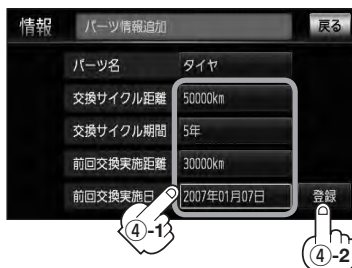 情報 パーツ情報追加 戻る
パーツ名 タイヤ
交換サイクル距離 50000km
交換サイクル期間 5年
前回交換実施距離 30000km
前回交換実施日 2007年01月07日 登録
④-1
④-2